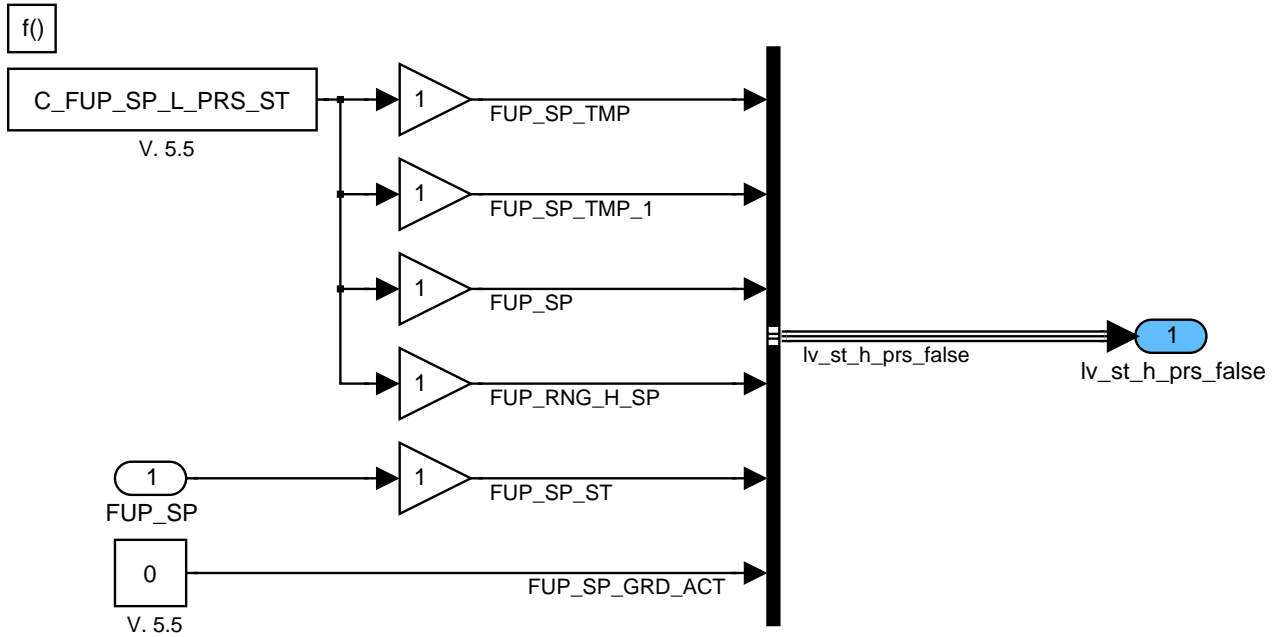 f()
C_FUP_SP_L_PRS_ST
V. 5.5
1
FUP_SP_TMP
1
FUP_SP_TMP_1
1
FUP_SP
1
FUP_RNG_H_SP
lv_st_h_prs_false
1
lv_st_h_prs_false
1
FUP_SP
1
FUP_SP_ST
0
V. 5.5
FUP_SP_GRD_ACT